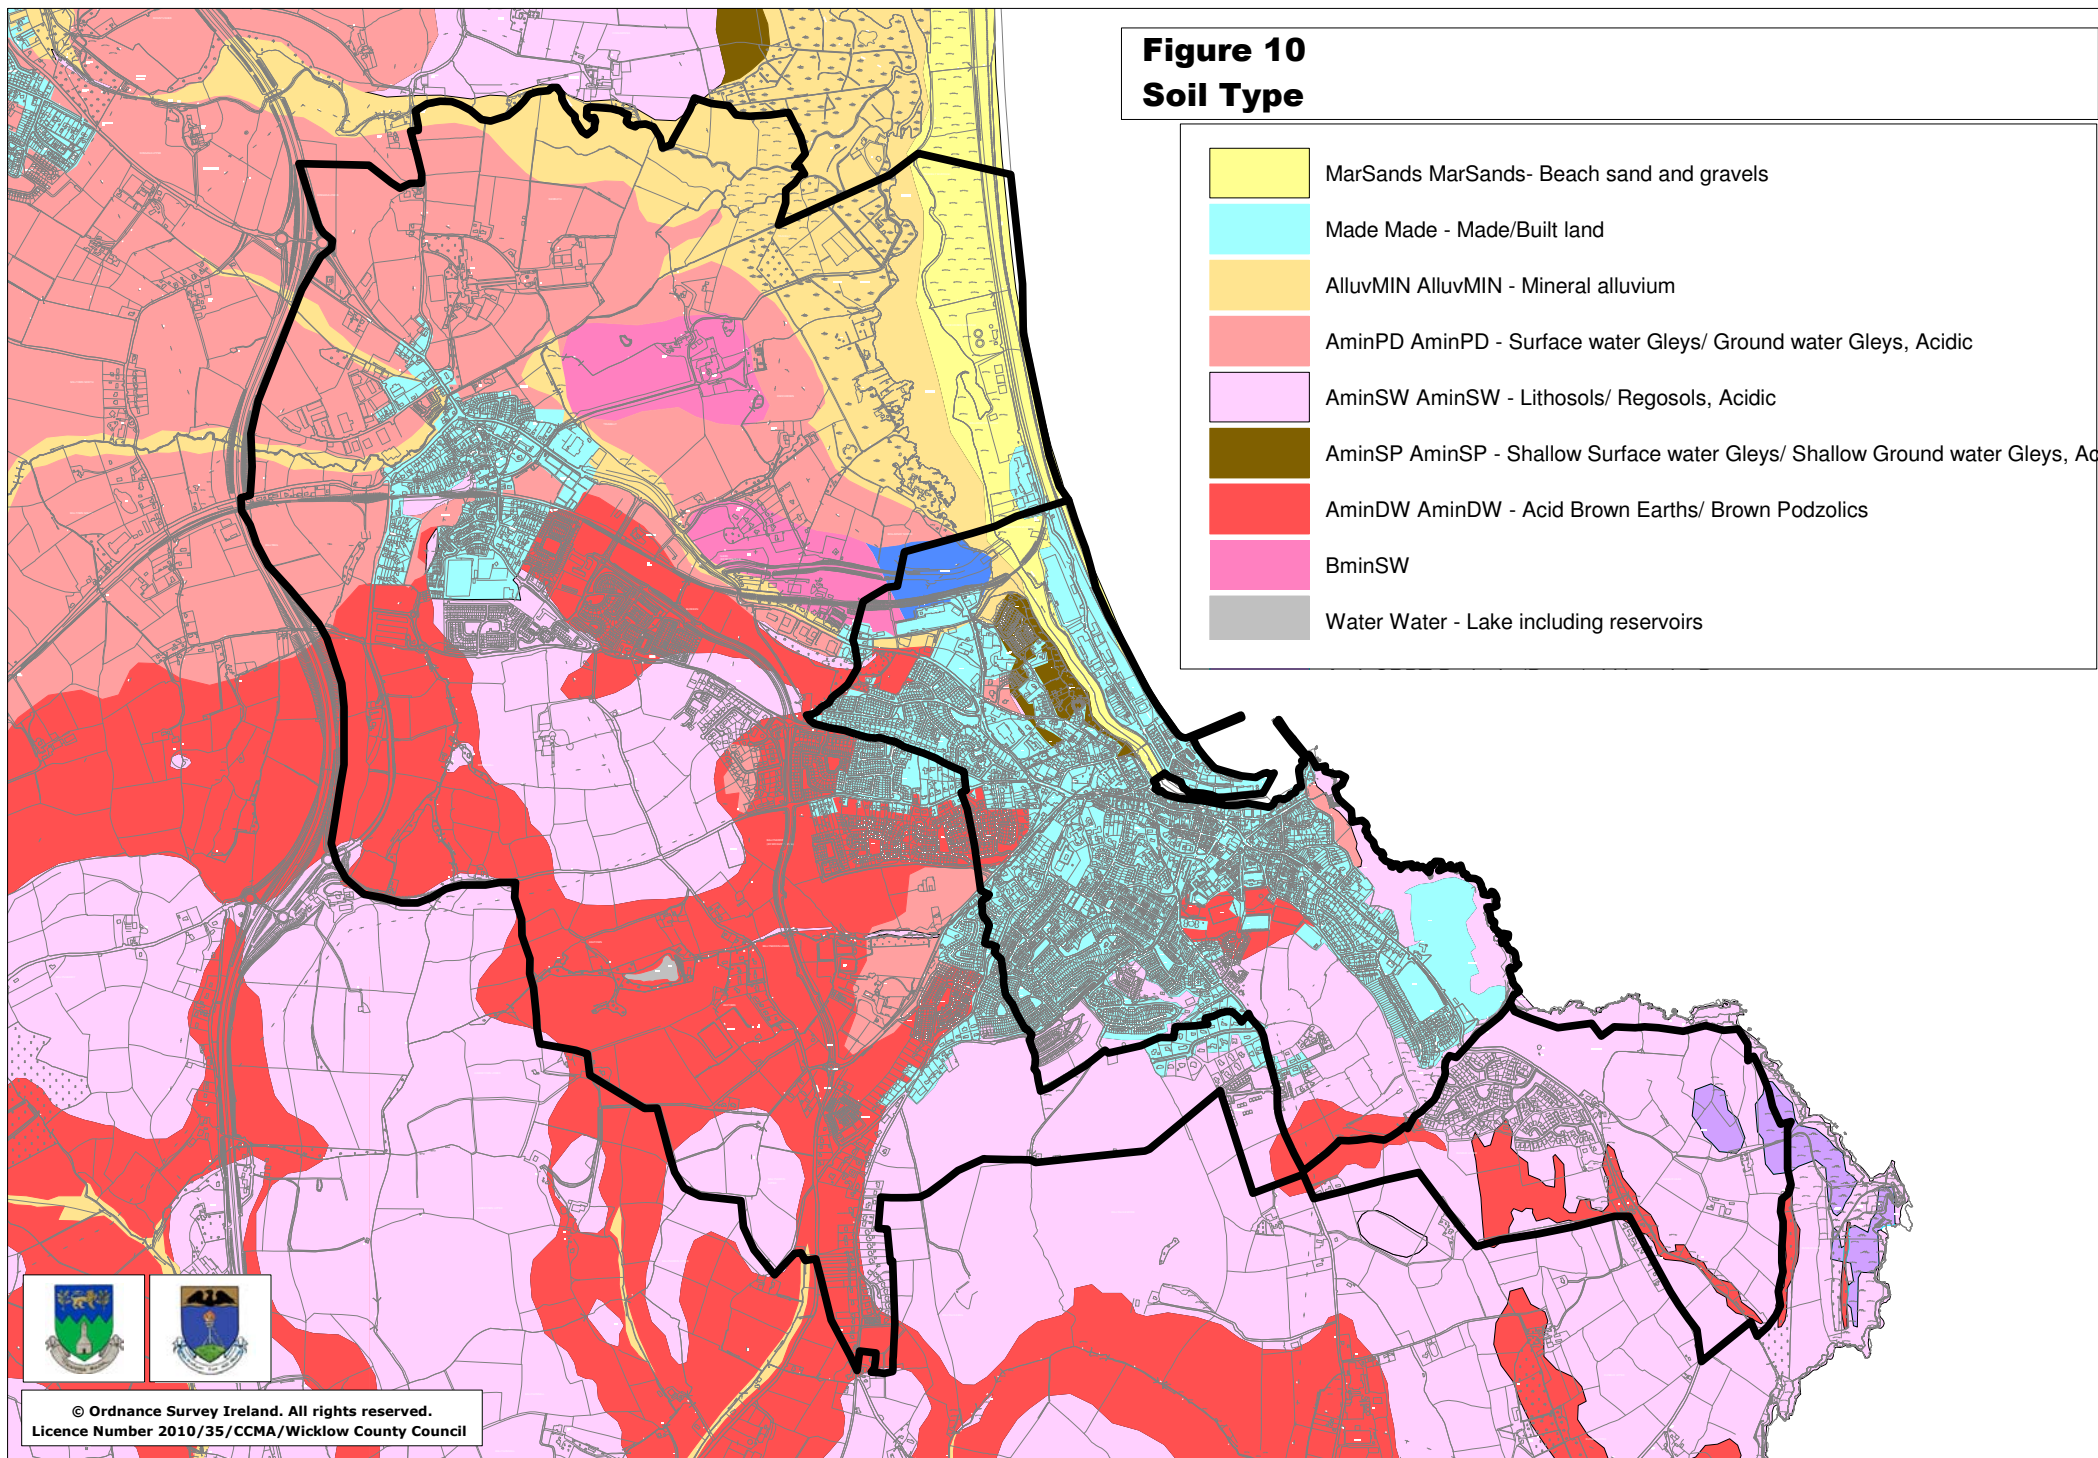 Figure 10
Soil Type
MarSands MarSands- Beach sand and gravels
Made Made - Made/Built land
AlluvMIN AlluvMIN - Mineral alluvium
AminPD AminPD - Surface water Gleys/ Ground water Gleys, Acidic
AminSW AminSW - Lithosols/ Regosols, Acidic
AminSP AminSP - Shallow Surface water Gleys/ Shallow Ground water Gleys, Ac
AminDW AminDW - Acid Brown Earths/ Brown Podzolics
BminSW
Water Water - Lake including reservoirs
© Ordnance Survey Ireland. All rights reserved.
Licence Number 2010/35/CCMA/Wicklow County Council